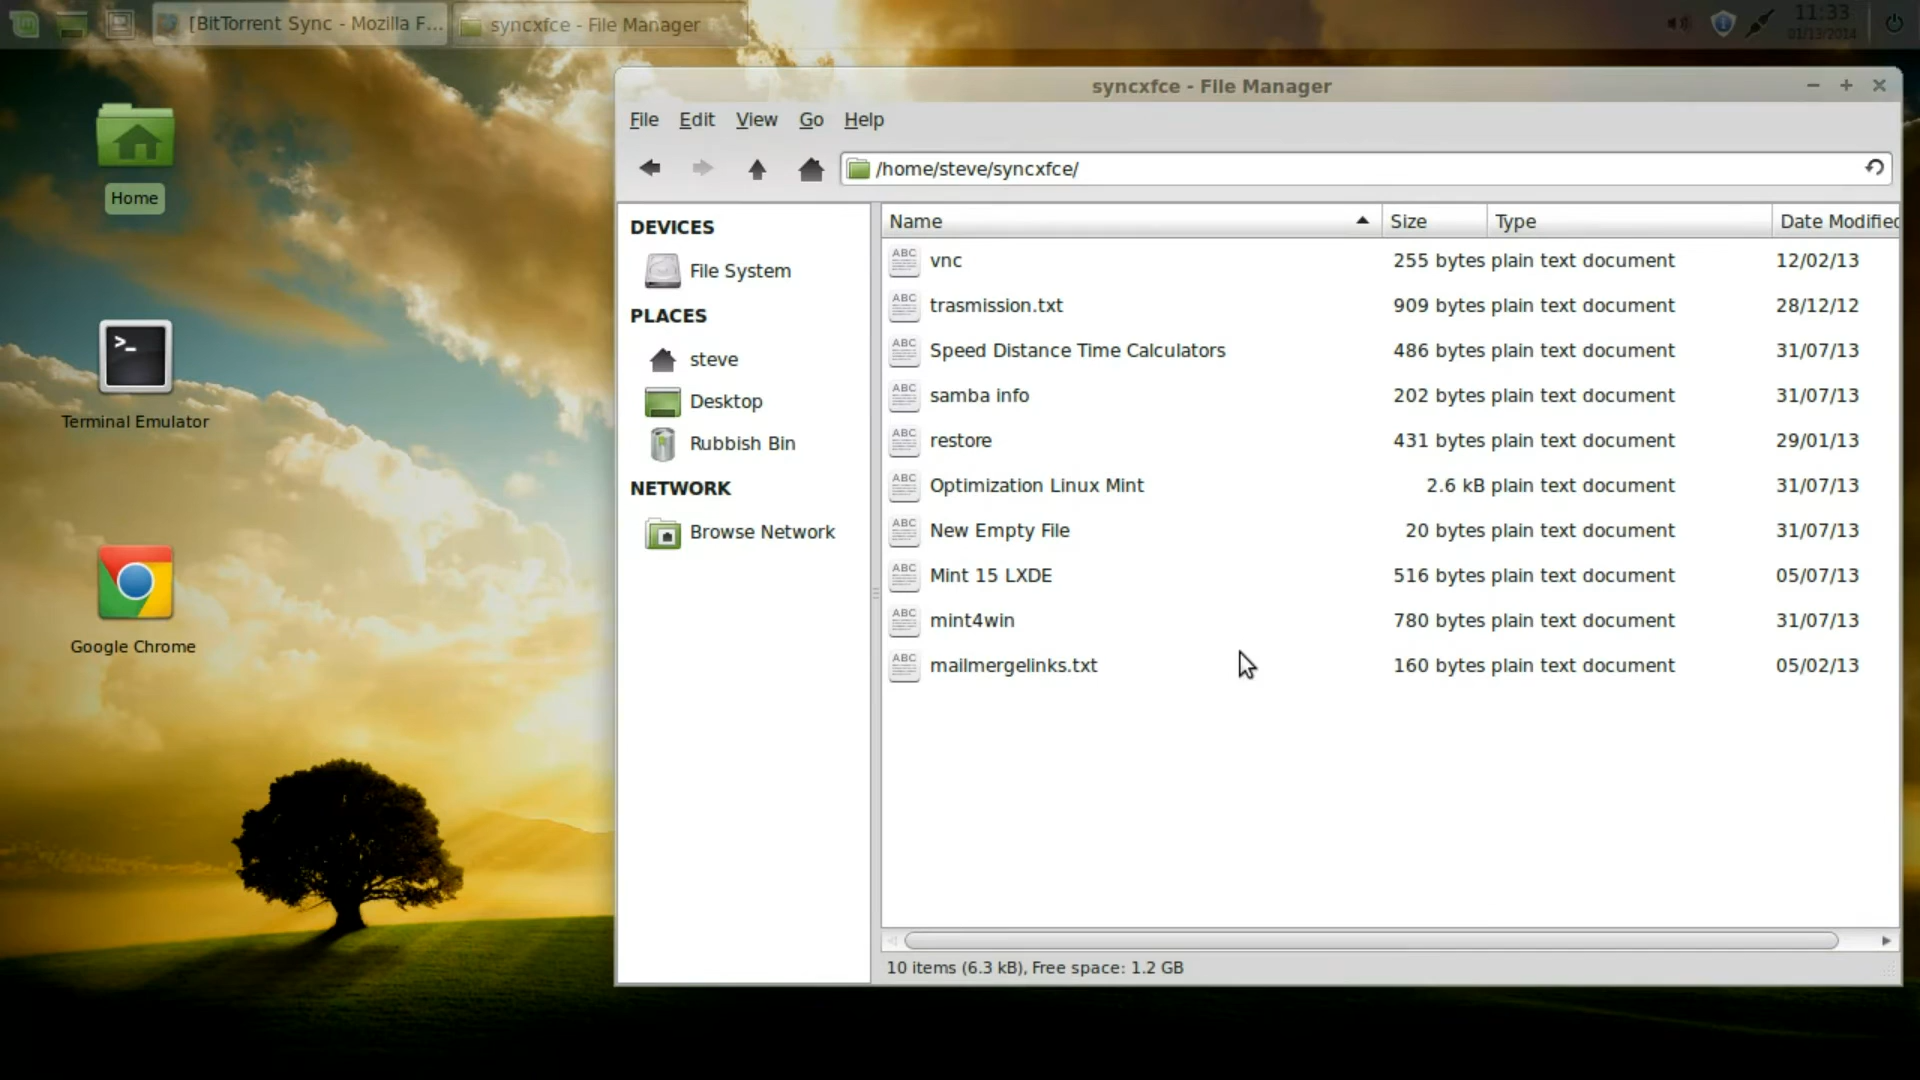 [BitTorrent Sync - Mozilla F...
syncxfce - File Manager
11:33
01/13/2014
Home
Terminal Emulator
Google Chrome
syncxfce - File Manager
File Edit View Go Help
/home/steve/syncxfce/
DEVICES
File System
PLACES
steve
Desktop
Rubbish Bin
NETWORK
Browse Network
Name Size Type Date Modified
vnc 255 bytes plain text document 12/02/13
trasmission.txt 909 bytes plain text document 28/12/12
Speed Distance Time Calculators 486 bytes plain text document 31/07/13
samba info 202 bytes plain text document 31/07/13
restore 431 bytes plain text document 29/01/13
Optimization Linux Mint 2.6 kB plain text document 31/07/13
New Empty File 20 bytes plain text document 31/07/13
Mint 15 LXDE 516 bytes plain text document 05/07/13
mint4win 780 bytes plain text document 31/07/13
mailmergelinks.txt 160 bytes plain text document 05/02/13
10 items (6.3 kB), Free space: 1.2 GB